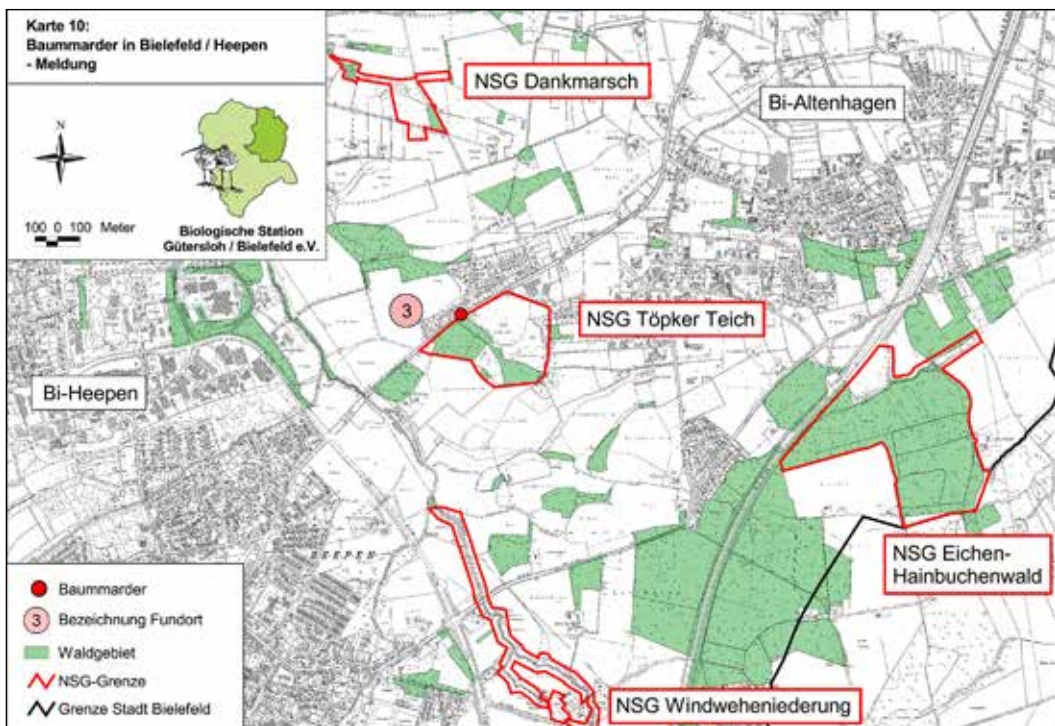 Karte 10:
Baummarder in Bielefeld / Heepen
- Meldung
N
100 0 100 Meter
Biologische Station
Gütersloh / Bielefeld e.V.
NSG Dankmarsch
Bi-Altenhagen
3
NSG Töpker Teich
Bi-Heepen
HEEPEN
NSG Eichen-
Hainbuchenwald
NSG Windweheniederung
Baummarder
3 Bezeichnung Fundort
Waldgebiet
NSG-Grenze
Grenze Stadt Bielefeld